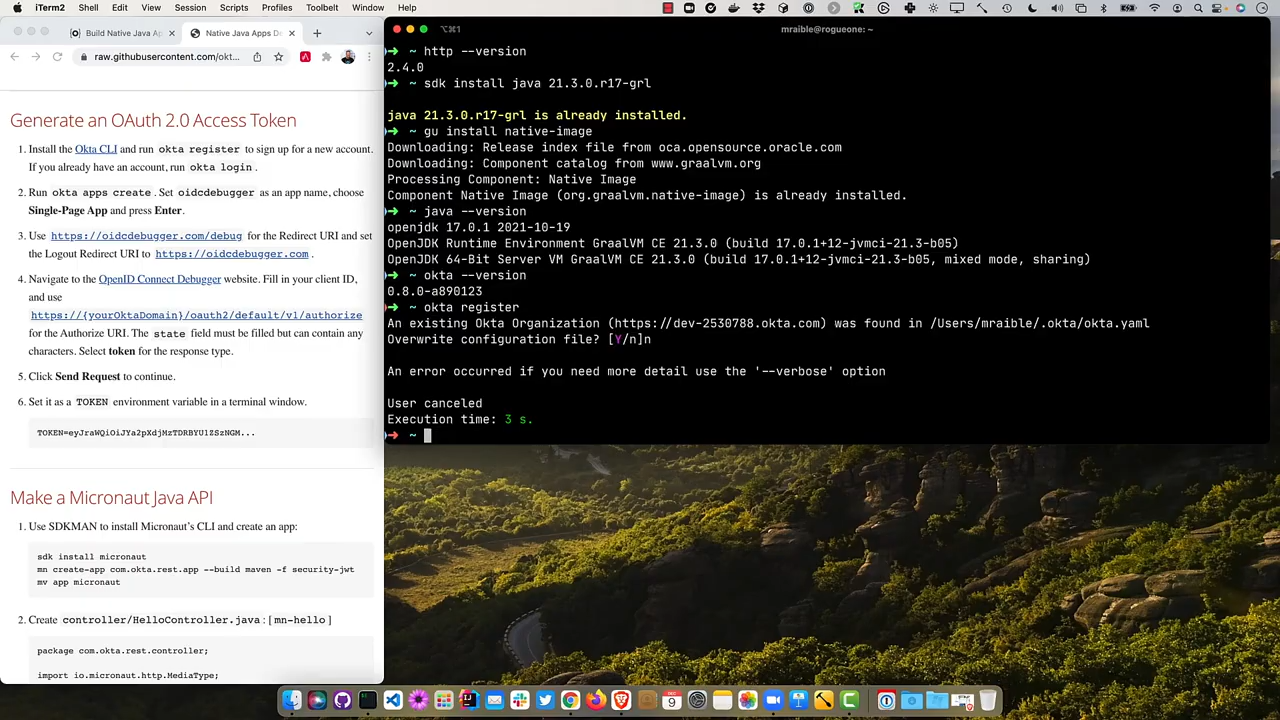 iTerm2 Shell Edit View Session Scripts Profiles Toolbelt Window Help
Build Native Java Ap
Native Java Apps De
raw.githubusercontent.com/okt...
Generate an OAuth 2.0 Access Token
1. Install the Okta CLI and run okta register to sign up for a new account.
If you already have an account, run okta login .
2. Run okta apps create . Set oidcdebugger as an app name, choose
Single-Page App and press Enter.
3. Use https://oidcdebugger.com/debug for the Redirect URI and set
the Logout Redirect URI to https://oidcdebugger.com .
4. Navigate to the OpenID Connect Debugger website. Fill in your client ID,
and use
https://{yourOktaDomain}/oauth2/default/v1/authorize
for the Authorize URI. The state field must be filled but can contain any
characters. Select token for the response type.
5. Click Send Request to continue.
6. Set it as a TOKEN environment variable in a terminal window.
TOKEN=eyJraWQiOiJYa2pXdjMzTDRBYU1ZSzNGM...
Make a Micronaut Java API
1. Use SDKMAN to install Micronaut’s CLI and create an app:
sdk install micronaut
mn create-app com.okta.rest.app --build maven -f security-jwt
mv app micronaut
2. Create controller/HelloController.java: [mn-hello]
package com.okta.rest.controller;
import io.micronaut.http.MediaType;
⌥⌘1
mraible@rogueone: ~
~ http --version
2.4.0
~ sdk install java 21.3.0.r17-grl
java 21.3.0.r17-grl is already installed.
~ gu install native-image
Downloading: Release index file from oca.opensource.oracle.com
Downloading: Component catalog from www.graalvm.org
Processing Component: Native Image
Component Native Image (org.graalvm.native-image) is already installed.
~ java --version
openjdk 17.0.1 2021-10-19
OpenJDK Runtime Environment GraalVM CE 21.3.0 (build 17.0.1+12-jvmci-21.3-b05)
OpenJDK 64-Bit Server VM GraalVM CE 21.3.0 (build 17.0.1+12-jvmci-21.3-b05, mixed mode, sharing)
~ okta --version
0.8.0-a890123
~ okta register
An existing Okta Organization (https://dev-2530788.okta.com) was found in /Users/mraible/.okta/okta.yaml
Overwrite configuration file? [Y/n]n
An error occurred if you need more detail use the '--verbose' option
User canceled
Execution time: 3 s.
~
DEC
9